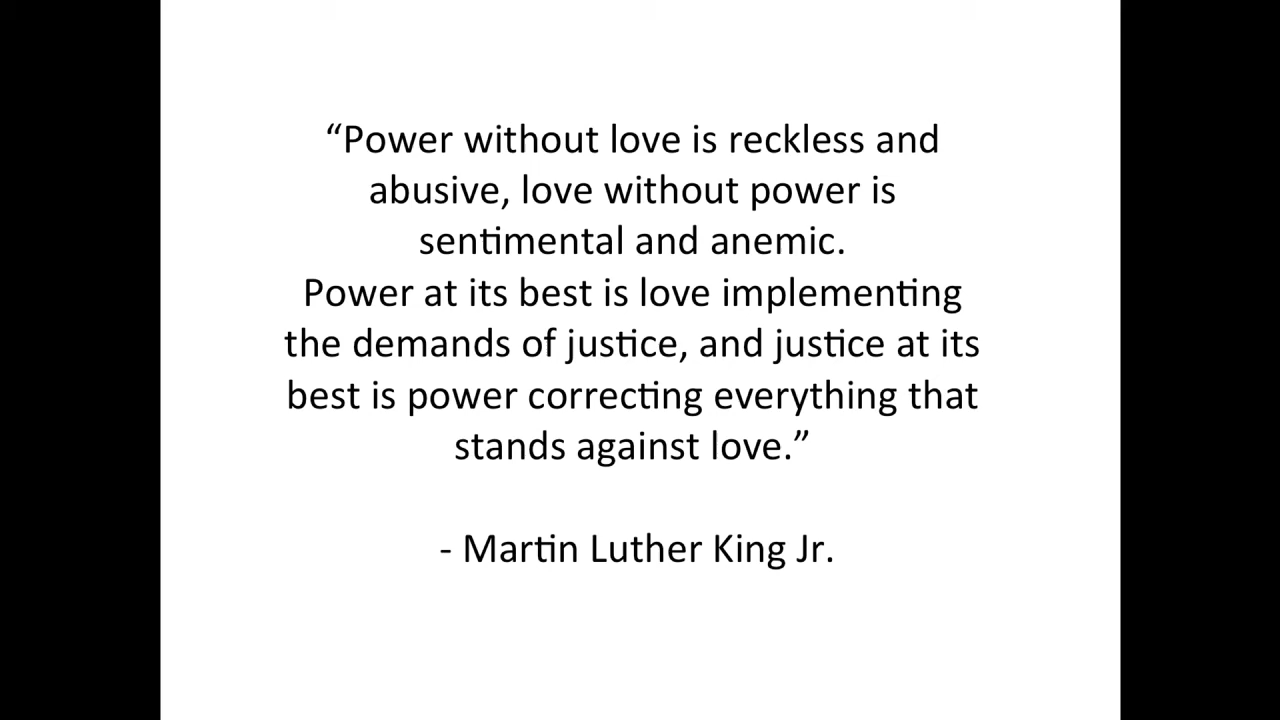 “Power without love is reckless and
abusive, love without power is
sentimental and anemic.
Power at its best is love implementing
the demands of justice, and justice at its
best is power correcting everything that
stands against love.”
- Martin Luther King Jr.